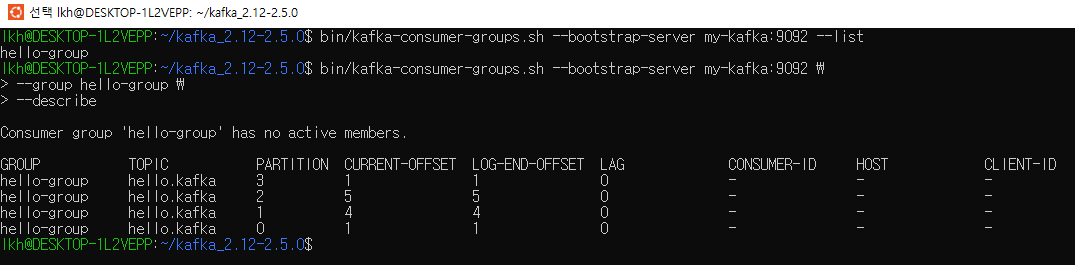 선택 lkh@DESKTOP-1L2VEPP: ~/kafka_2.12-2.5.0
lkh@DESKTOP-1L2VEPP:~/kafka_2.12-2.5.0$ bin/kafka-consumer-groups.sh --bootstrap-server my-kafka:9092 --list
hello-group
lkh@DESKTOP-1L2VEPP:~/kafka_2.12-2.5.0$ bin/kafka-consumer-groups.sh --bootstrap-server my-kafka:9092 ₩
> --group hello-group ₩
> --describe
Consumer group 'hello-group' has no active members.
GROUP TOPIC PARTITION CURRENT-OFFSET LOG-END-OFFSET LAG CONSUMER-ID HOST CLIENT-ID
hello-group hello.kafka 3 1 1 0 - - -
hello-group hello.kafka 2 5 5 0 - - -
hello-group hello.kafka 1 4 4 0 - - -
hello-group hello.kafka 0 1 1 0 - - -
lkh@DESKTOP-1L2VEPP:~/kafka_2.12-2.5.0$